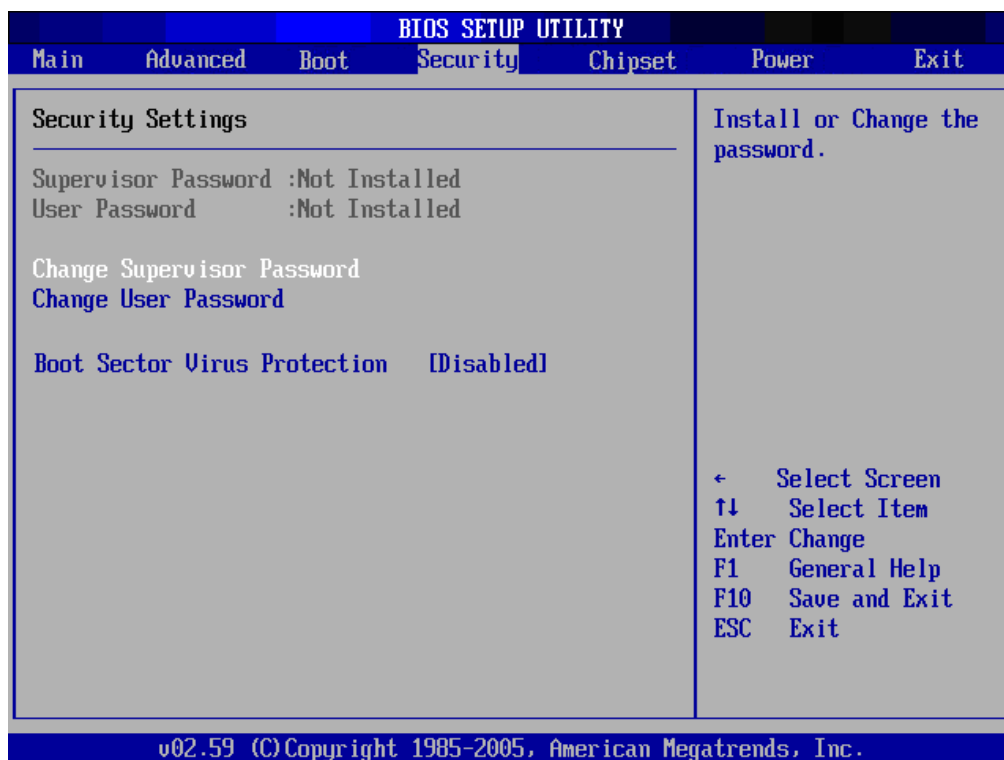 BIOS SETUP UTILITY
Main Advanced Boot Security Chipset Power Exit
Security Settings
Supervisor Password :Not Installed
User Password :Not Installed
Change Supervisor Password
Change User Password
Boot Sector Virus Protection [Disabled]
Install or Change the
password.
← Select Screen
↑↓ Select Item
Enter Change
F1 General Help
F10 Save and Exit
ESC Exit
v02.59 (C)Copyright 1985-2005, American Megatrends, Inc.